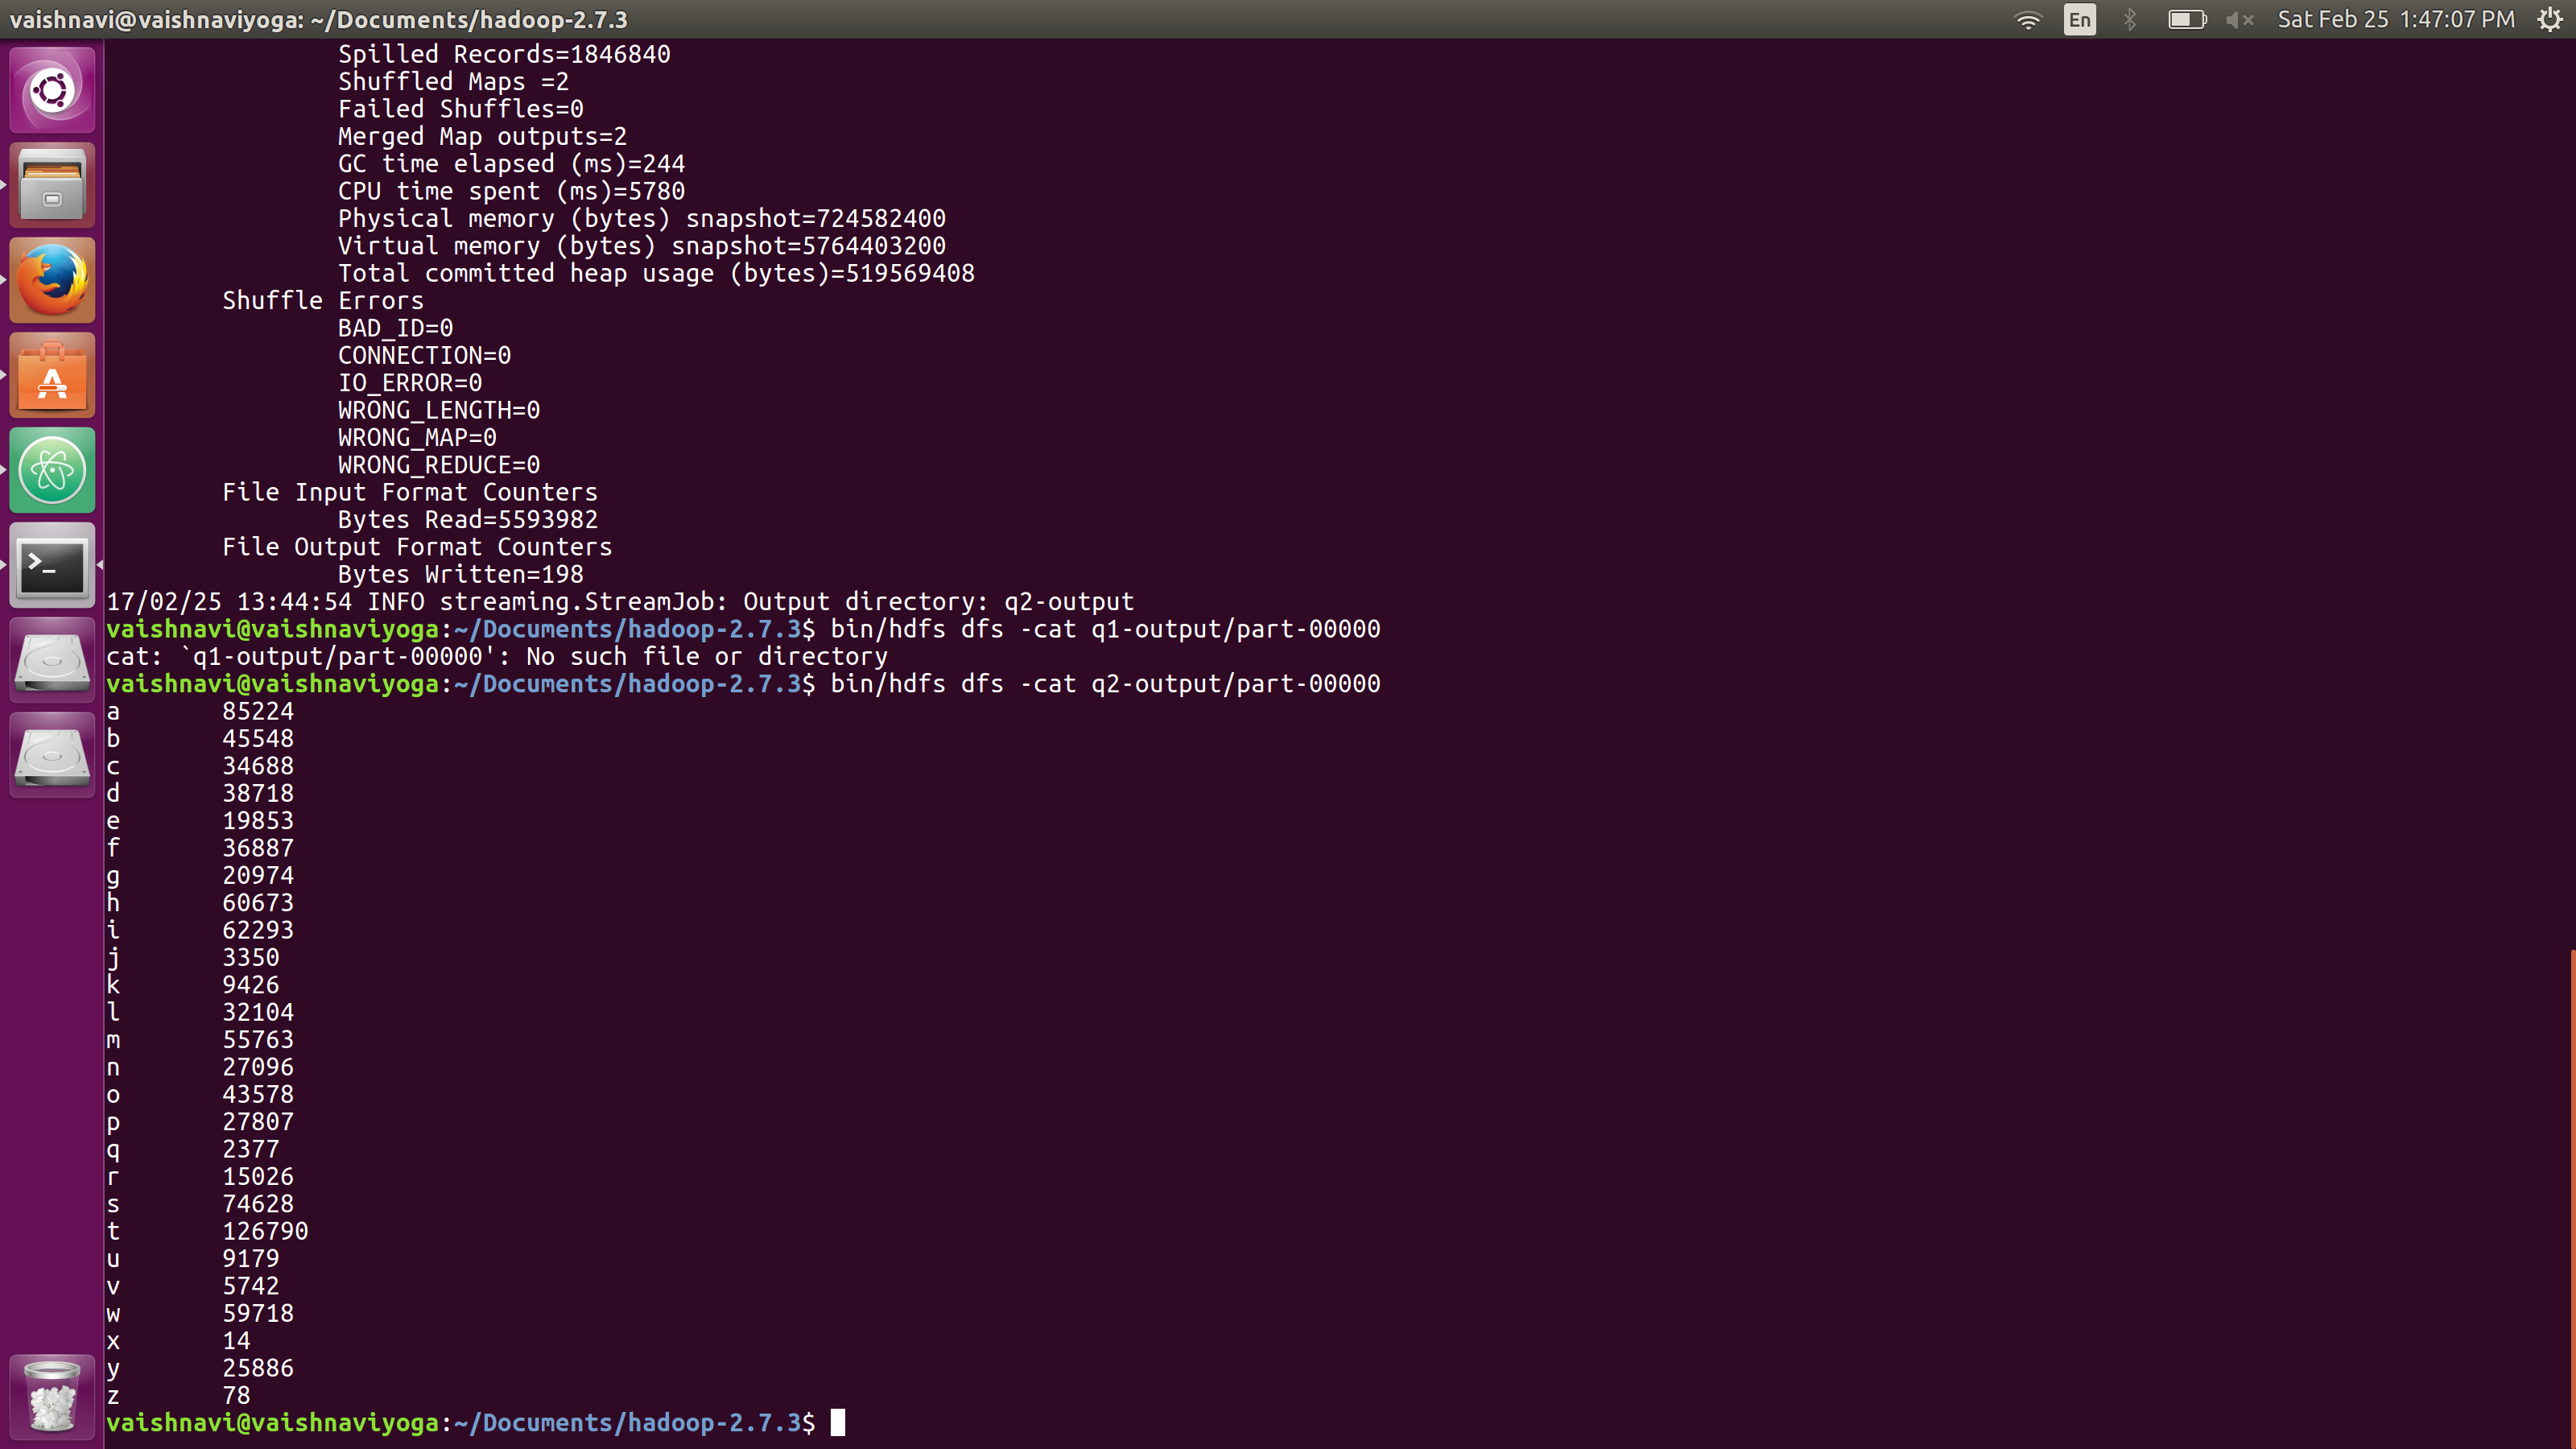 vaishnavi@vaishnaviyoga: ~/Documents/hadoop-2.7.3 En Sat Feb 25 1:47:07 PM
Spilled Records=1846840
Shuffled Maps =2
Failed Shuffles=0
Merged Map outputs=2
GC time elapsed (ms)=244
CPU time spent (ms)=5780
Physical memory (bytes) snapshot=724582400
Virtual memory (bytes) snapshot=5764403200
Total committed heap usage (bytes)=519569408
Shuffle Errors
BAD_ID=0
CONNECTION=0
IO_ERROR=0
WRONG_LENGTH=0
WRONG_MAP=0
WRONG_REDUCE=0
File Input Format Counters
Bytes Read=5593982
File Output Format Counters
Bytes Written=198
17/02/25 13:44:54 INFO streaming.StreamJob: Output directory: q2-output
vaishnavi@vaishnaviyoga:~/Documents/hadoop-2.7.3$ bin/hdfs dfs -cat q1-output/part-00000
cat: `q1-output/part-00000': No such file or directory
vaishnavi@vaishnaviyoga:~/Documents/hadoop-2.7.3$ bin/hdfs dfs -cat q2-output/part-00000
a 85224
b 45548
c 34688
d 38718
e 19853
f 36887
g 20974
h 60673
i 62293
j 3350
k 9426
l 32104
m 55763
n 27096
o 43578
p 27807
q 2377
r 15026
s 74628
t 126790
u 9179
v 5742
w 59718
x 14
y 25886
z 78
vaishnavi@vaishnaviyoga:~/Documents/hadoop-2.7.3$